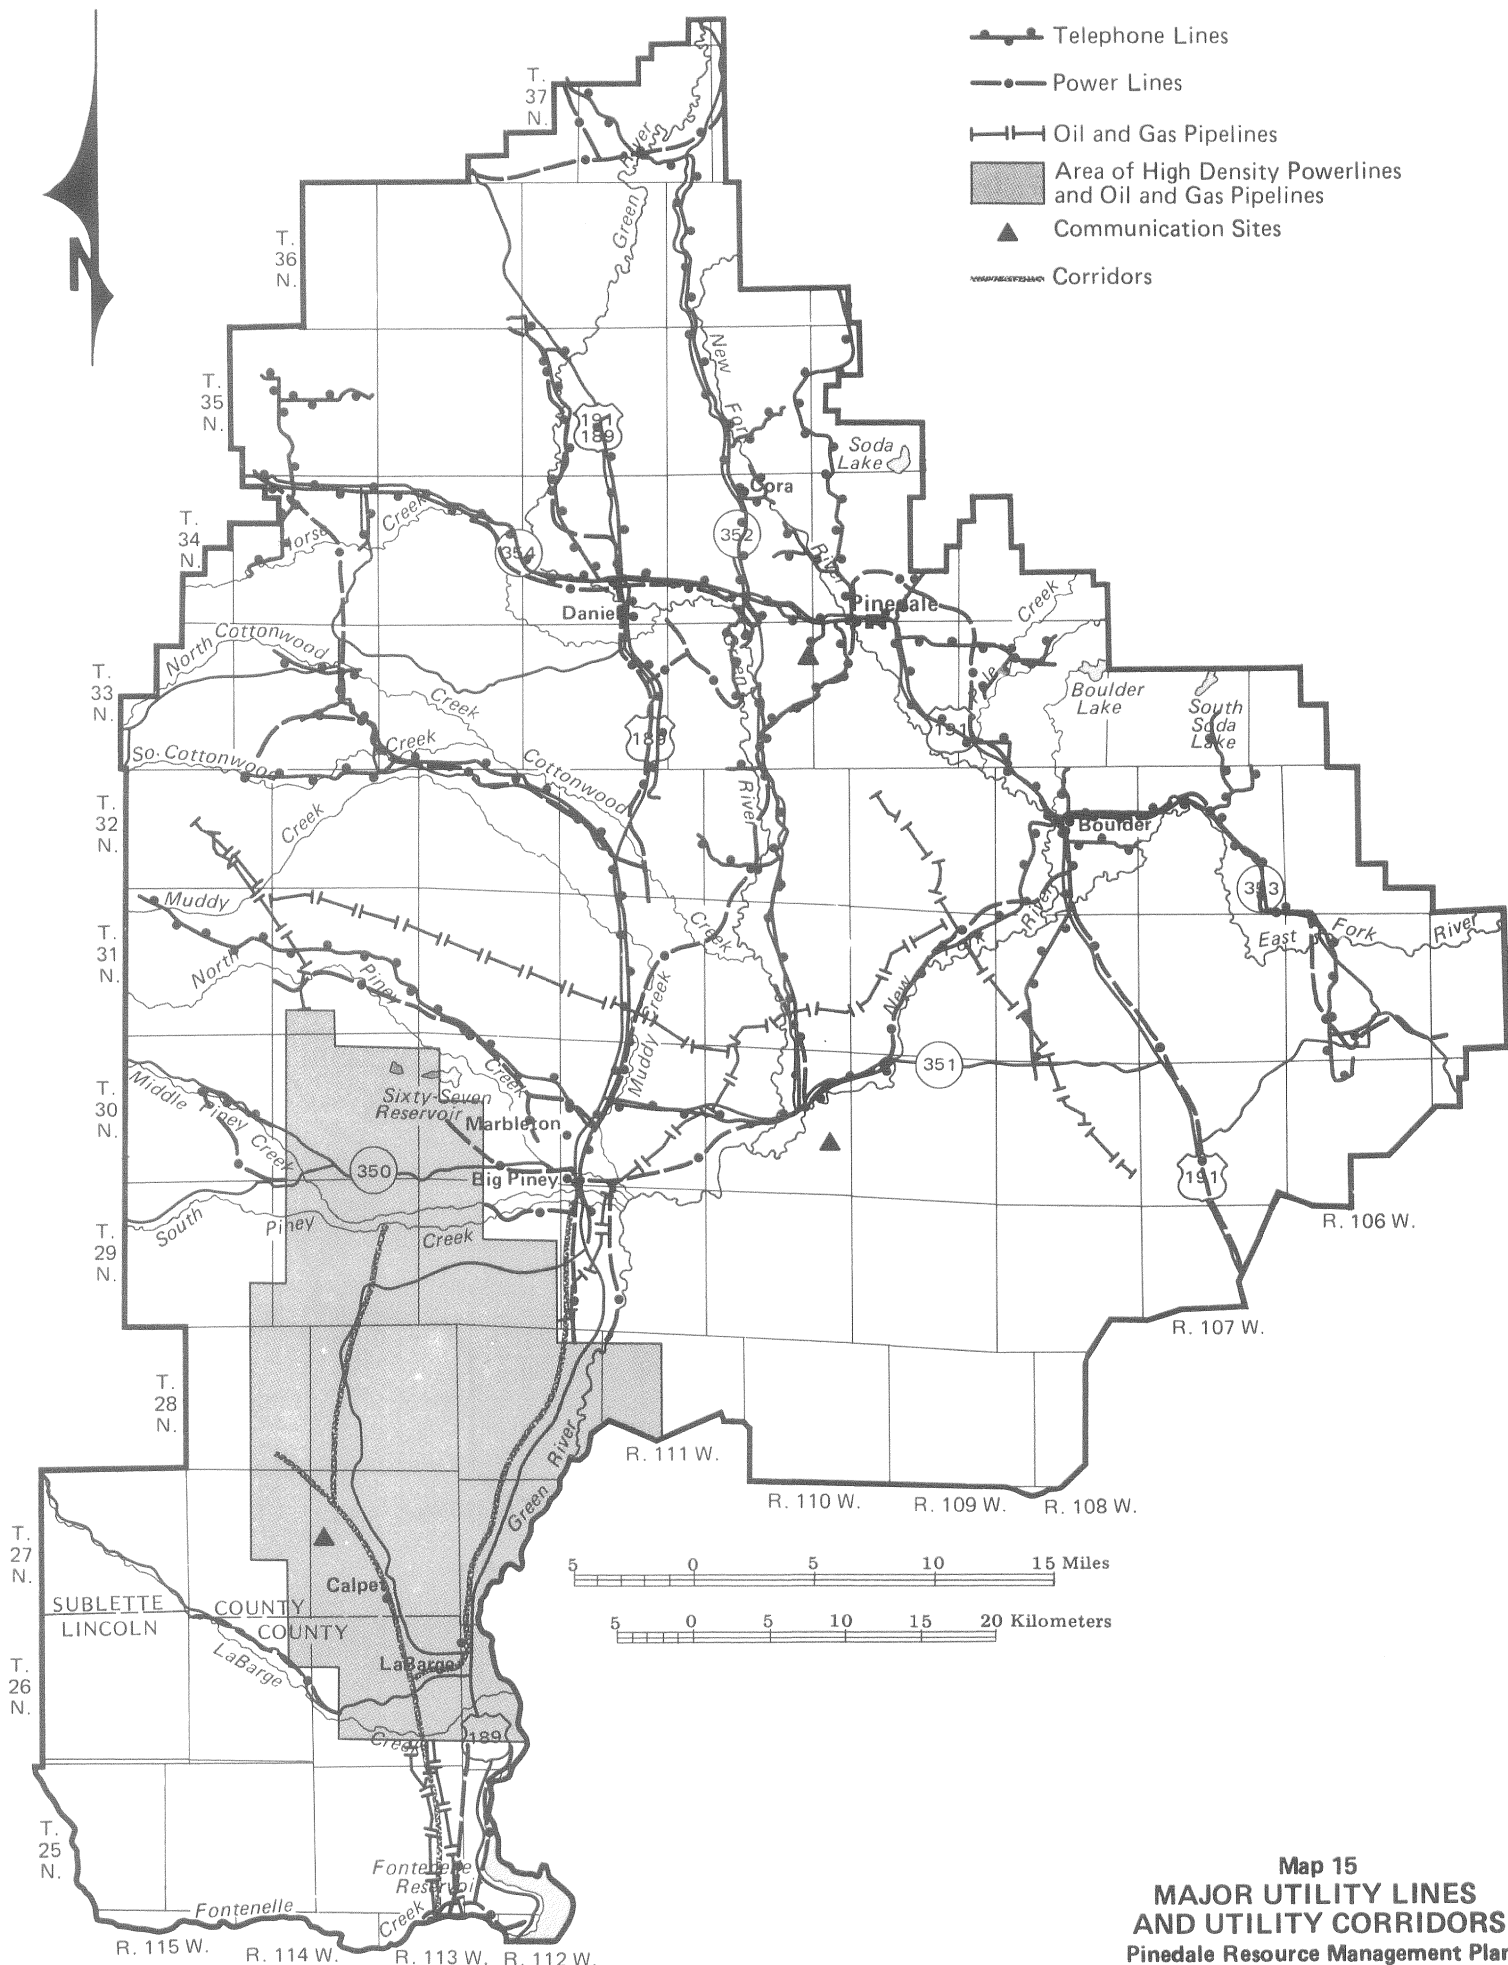 Telephone Lines
Power Lines
Oil and Gas Pipelines
Area of High Density Powerlines
and Oil and Gas Pipelines
Communication Sites
Corridors
N
T.
37
N.
T.
36
N.
T.
35
N.
T.
34
N.
T.
33
N.
T.
32
N.
T.
31
N.
T.
30
N.
T.
29
N.
T.
28
N.
T.
27
N.
T.
26
N.
T.
25
N.
Green River
New Fork River
191
189
Soda
Lake
Cora
352
354
Horse Creek
Daniel
Pinedale
Pole Creek
North Cottonwood Creek
Boulder
Lake
South
Soda
Lake
191
189
So. Cottonwood Creek
Cottonwood
Creek
Green
River
Boulder
353
Muddy Creek
North Piney Creek
East Fork River
New Fork River
Muddy Creek
351
Sixty-Seven
Reservoir
Marbleton
Middle Piney Creek
350
Big Piney
South Piney Creek
191
R. 106 W.
R. 107 W.
R. 111 W.
R. 110 W.
R. 109 W.
R. 108 W.
Green River
5 0 5 10 15 Miles
5 0 5 10 15 20 Kilometers
Calpet
SUBLETTE COUNTY
LINCOLN COUNTY
LaBarge
LaBarge Creek
189
Fontenelle
Reservoi
Fontenelle Creek
R. 115 W.
R. 114 W.
R. 113 W.
R. 112 W.
Map 15
MAJOR UTILITY LINES
AND UTILITY CORRIDORS
Pinedale Resource Management Plan